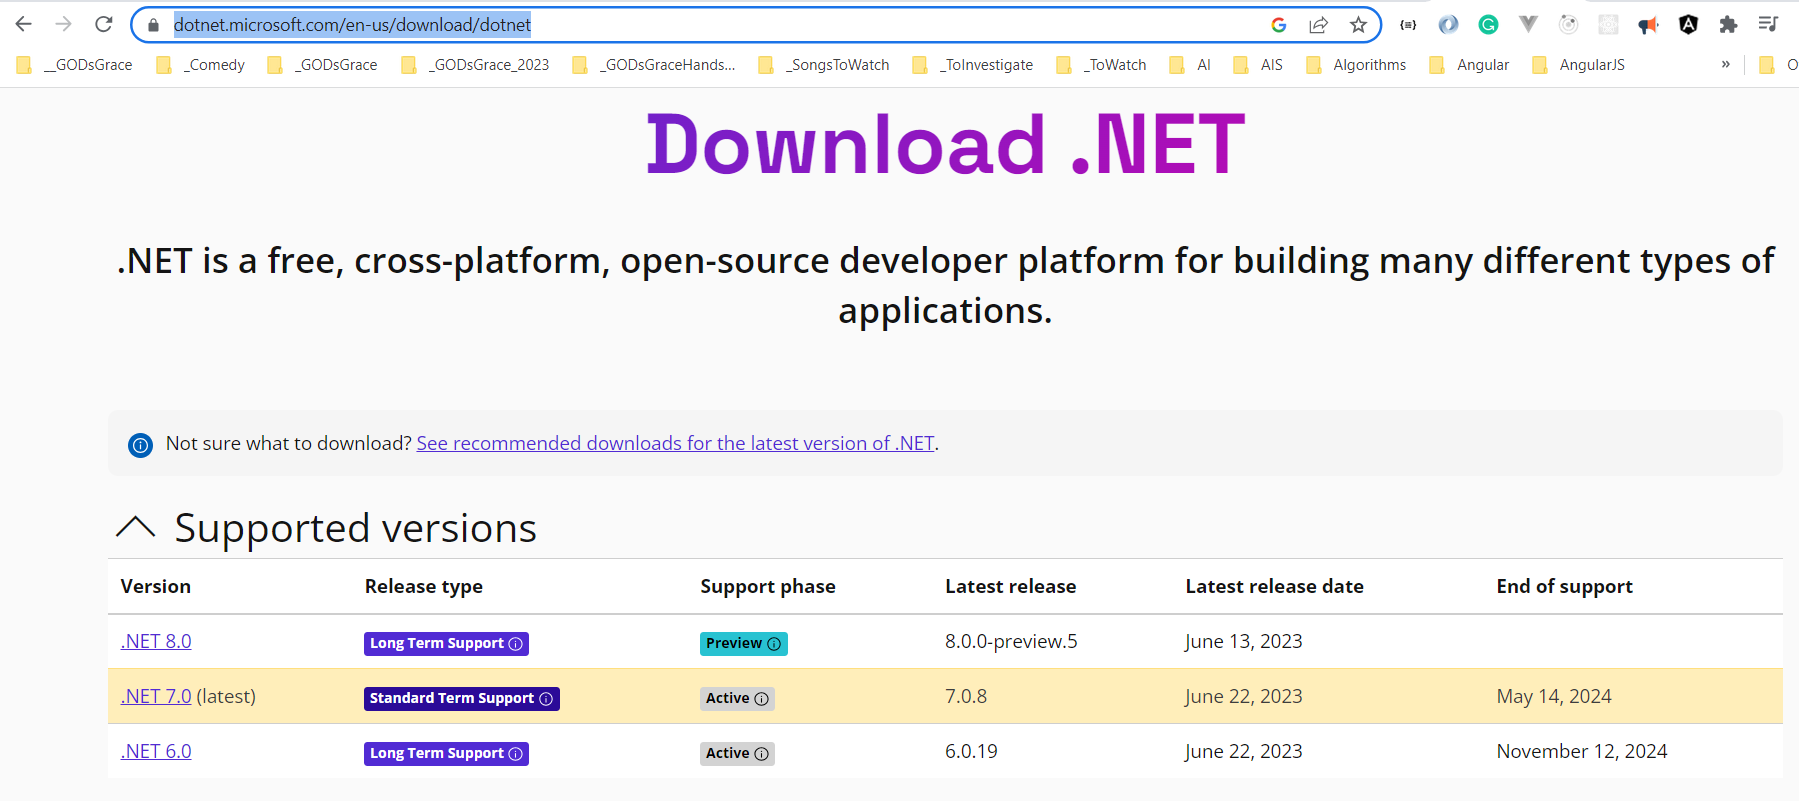 dotnet.microsoft.com/en-us/download/dotnet
__GODsGrace _Comedy _GODsGrace _GODsGrace_2023 _GODsGraceHands... _SongsToWatch _ToInvestigate _ToWatch AI AIS Algorithms Angular AngularJS » O
Download .NET
.NET is a free, cross-platform, open-source developer platform for building many different types of
applications.
Not sure what to download? See recommended downloads for the latest version of .NET.
Supported versions
Version Release type Support phase Latest release Latest release date End of support
.NET 8.0 Long Term Support Preview 8.0.0-preview.5 June 13, 2023
.NET 7.0 (latest) Standard Term Support Active 7.0.8 June 22, 2023 May 14, 2024
.NET 6.0 Long Term Support Active 6.0.19 June 22, 2023 November 12, 2024